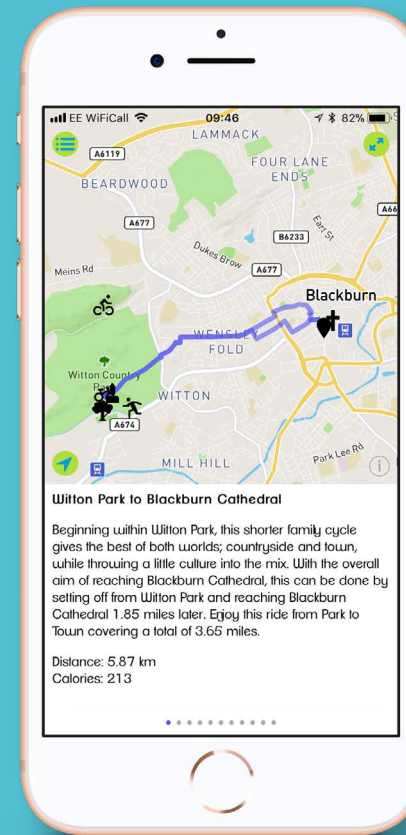 EE WiFiCall 09:46 82%
LAMMACK
A6119
FOUR LANE
ENDS
BEARDWOOD
A677
B6233
Earl St
Dukes Brow
A677
Meins Rd
Blackburn
WENSLEY
FOLD
Witton Country
WITTON
A674
MILL HILL
Park Lee Rd
Witton Park to Blackburn Cathedral
Beginning within Witton Park, this shorter family cycle
gives the best of both worlds; countryside and town,
while throwing a little culture into the mix. With the overall
aim of reaching Blackburn Cathedral, this can be done by
setting off from Witton Park and reaching Blackburn
Cathedral 1.85 miles later. Enjoy this ride from Park to
Town covering a total of 3.65 miles.
Distance: 5.87 km
Calories: 213